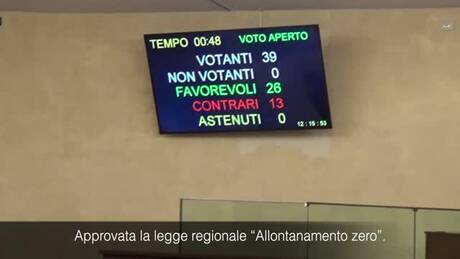 TEMPO 00:48 VOTO APERTO
VOTANTI 39
NON VOTANTI 0
FAVOREVOLI 26
CONTRARI 13
ASTENUTI 0
12:15:53
Approvata la legge regionale “Allontanamento zero”.